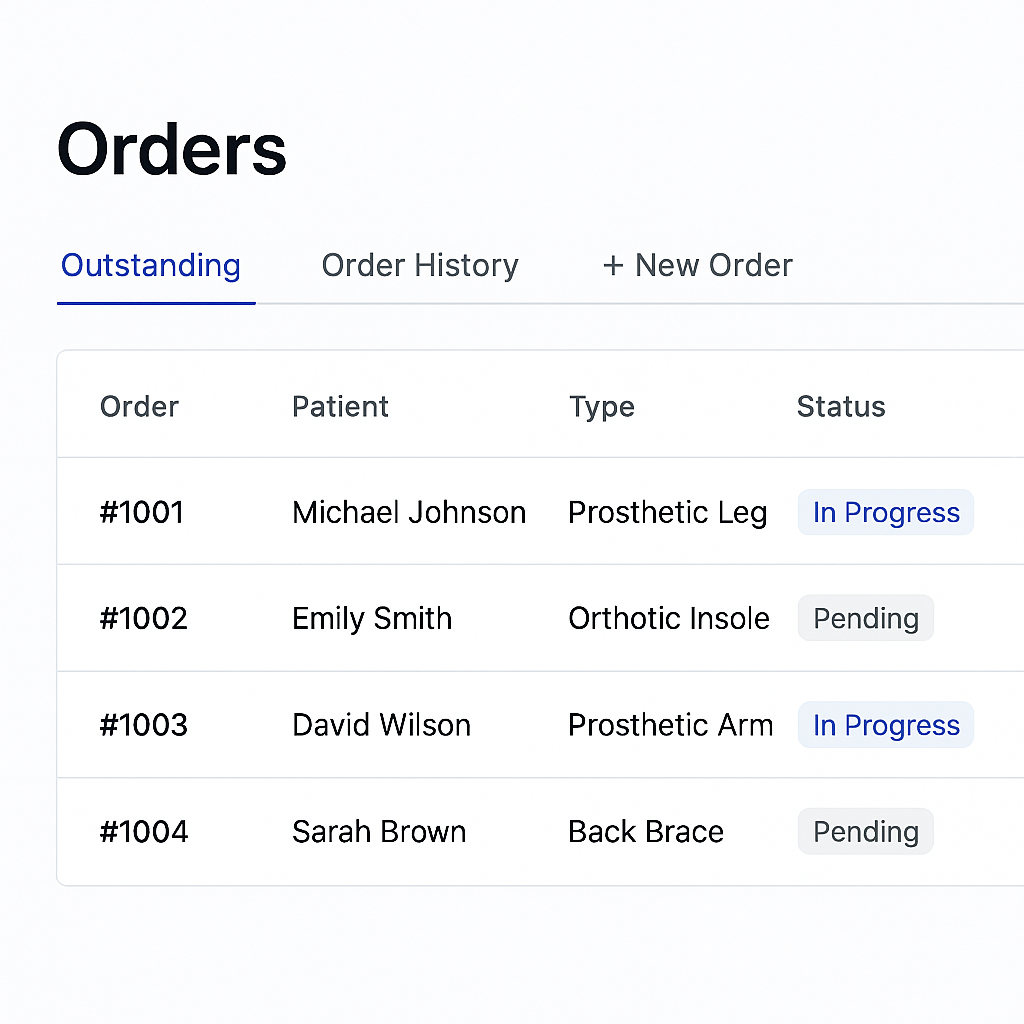 Orders
Outstanding Order History + New Order
Order Patient Type Status
#1001 Michael Johnson Prosthetic Leg In Progress
#1002 Emily Smith Orthotic Insole Pending
#1003 David Wilson Prosthetic Arm In Progress
#1004 Sarah Brown Back Brace Pending